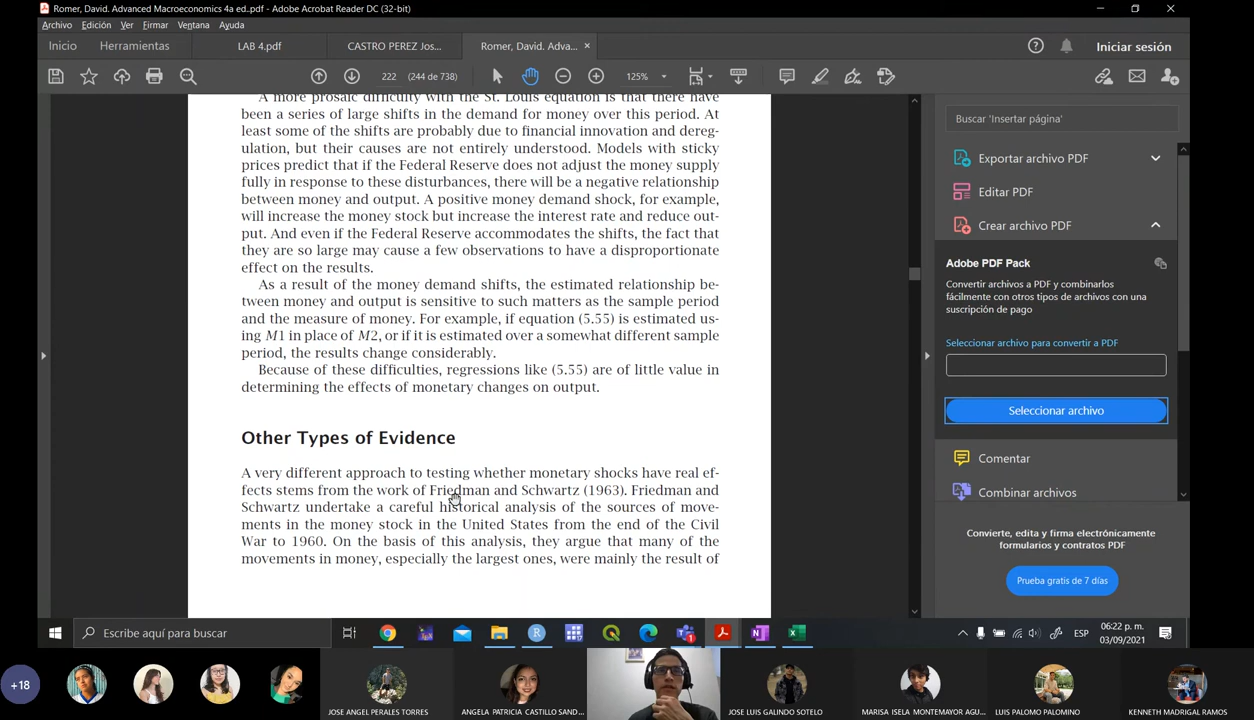 Romer, David. Advanced Macroeconomics 4a ed..pdf - Adobe Acrobat Reader DC (32-bit)
Archivo Edición Ver Firmar Ventana Ayuda
Inicio Herramientas LAB 4.pdf CASTRO PEREZ Jos... Romer, David. Adva... × Iniciar sesión
222 (244 de 738) 125%
A more prosaic difficulty with the St. Louis equation is that there have
been a series of large shifts in the demand for money over this period. At
least some of the shifts are probably due to financial innovation and dereg-
ulation, but their causes are not entirely understood. Models with sticky
prices predict that if the Federal Reserve does not adjust the money supply
fully in response to these disturbances, there will be a negative relationship
between money and output. A positive money demand shock, for example,
will increase the money stock but increase the interest rate and reduce out-
put. And even if the Federal Reserve accommodates the shifts, the fact that
they are so large may cause a few observations to have a disproportionate
effect on the results.
As a result of the money demand shifts, the estimated relationship be-
tween money and output is sensitive to such matters as the sample period
and the measure of money. For example, if equation (5.55) is estimated us-
ing M1 in place of M2, or if it is estimated over a somewhat different sample
period, the results change considerably.
Because of these difficulties, regressions like (5.55) are of little value in
determining the effects of monetary changes on output.
Other Types of Evidence
A very different approach to testing whether monetary shocks have real ef-
fects stems from the work of Friedman and Schwartz (1963). Friedman and
Schwartz undertake a careful historical analysis of the sources of move-
ments in the money stock in the United States from the end of the Civil
War to 1960. On the basis of this analysis, they argue that many of the
movements in money, especially the largest ones, were mainly the result of
Buscar 'Insertar página'
Exportar archivo PDF
Editar PDF
Crear archivo PDF
Adobe PDF Pack
Convertir archivos a PDF y combinarlos
fácilmente con otros tipos de archivos con una
suscripción de pago
Seleccionar archivo para convertir a PDF
Seleccionar archivo
Comentar
Combinar archivos
Convierte, edita y firma electrónicamente
formularios y contratos PDF
Prueba gratis de 7 días
Escribe aquí para buscar
ESP
06:22 p. m.
03/09/2021
+18
JOSE ANGEL PERALES TORRES
ANGELA PATRICIA CASTILLO SAND...
JOSE LUIS GALINDO SOTELO
MARISA ISELA MONTEMAYOR AGU...
LUIS PALOMO PALOMINO
KENNETH MADRIGAL RAMOS